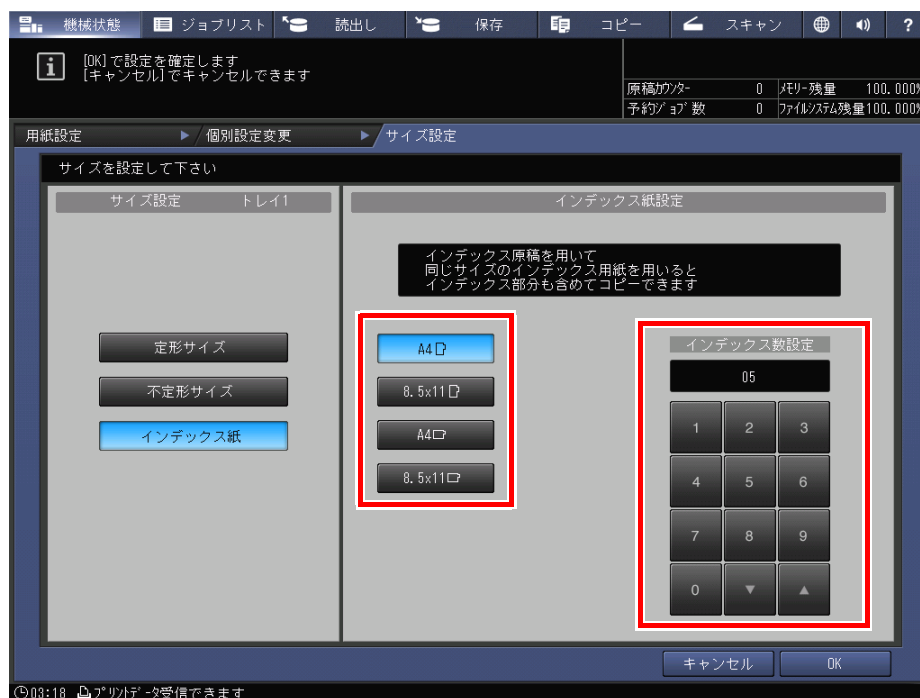 機械状態 ジョブリスト 読出し 保存 コピー スキャン ?
[OK]で設定を確定します
[キャンセル]でキャンセルできます
原稿ｶｳﾝﾀｰ 0 ﾒﾓﾘｰ残量 100.000%
予約ｼﾞｮﾌﾞ数 0 ﾌｧｲﾙｼｽﾃﾑ残量100.000%
用紙設定 個別設定変更 サイズ設定
サイズを設定して下さい
サイズ設定 トレイ1
インデックス紙設定
インデックス原稿を用いて
同じサイズのインデックス用紙を用いると
インデックス部分も含めてコピーできます
定形サイズ
不定形サイズ
インデックス紙
A4
8.5x11
A4
8.5x11
インデックス数設定
05
1 2 3
4 5 6
7 8 9
0 ▼ ▲
キャンセル OK
03:18 ﾌﾟﾘﾝﾄﾃﾞｰﾀ受信できます